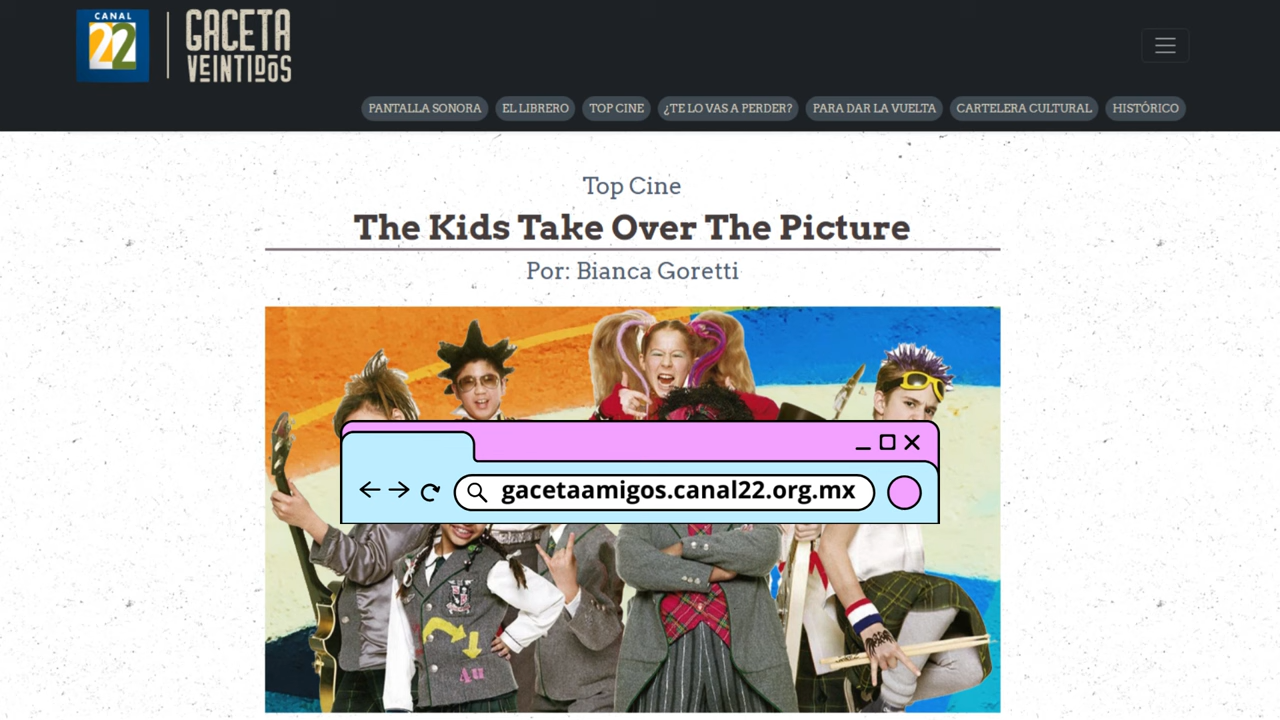 CANAL
22
GACETA
VEINTIDÓS
PANTALLA SONORA
EL LIBRERO
TOP CINE
¿TE LO VAS A PERDER?
PARA DAR LA VUELTA
CARTELERA CULTURAL
HISTÓRICO
Top Cine
The Kids Take Over The Picture
Por: Bianca Goretti
gacetaamigos.canal22.org.mx
4u